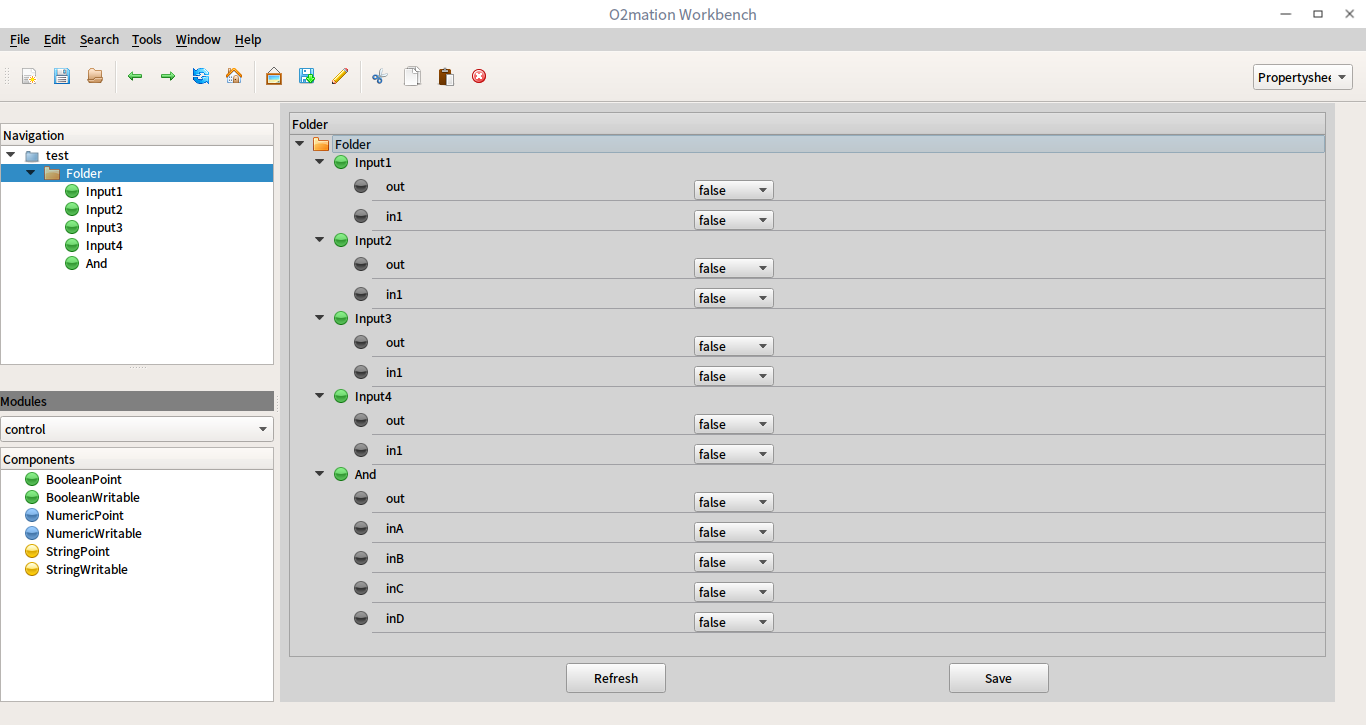 O2mation Workbench
File Edit Search Tools Window Help
Propertyshee
Navigation
test
Folder
Input1
Input2
Input3
Input4
And
Modules
control
Components
BooleanPoint
BooleanWritable
NumericPoint
NumericWritable
StringPoint
StringWritable
Folder
Folder
Input1
out false
in1 false
Input2
out false
in1 false
Input3
out false
in1 false
Input4
out false
in1 false
And
out false
inA false
inB false
inC false
inD false
Refresh Save